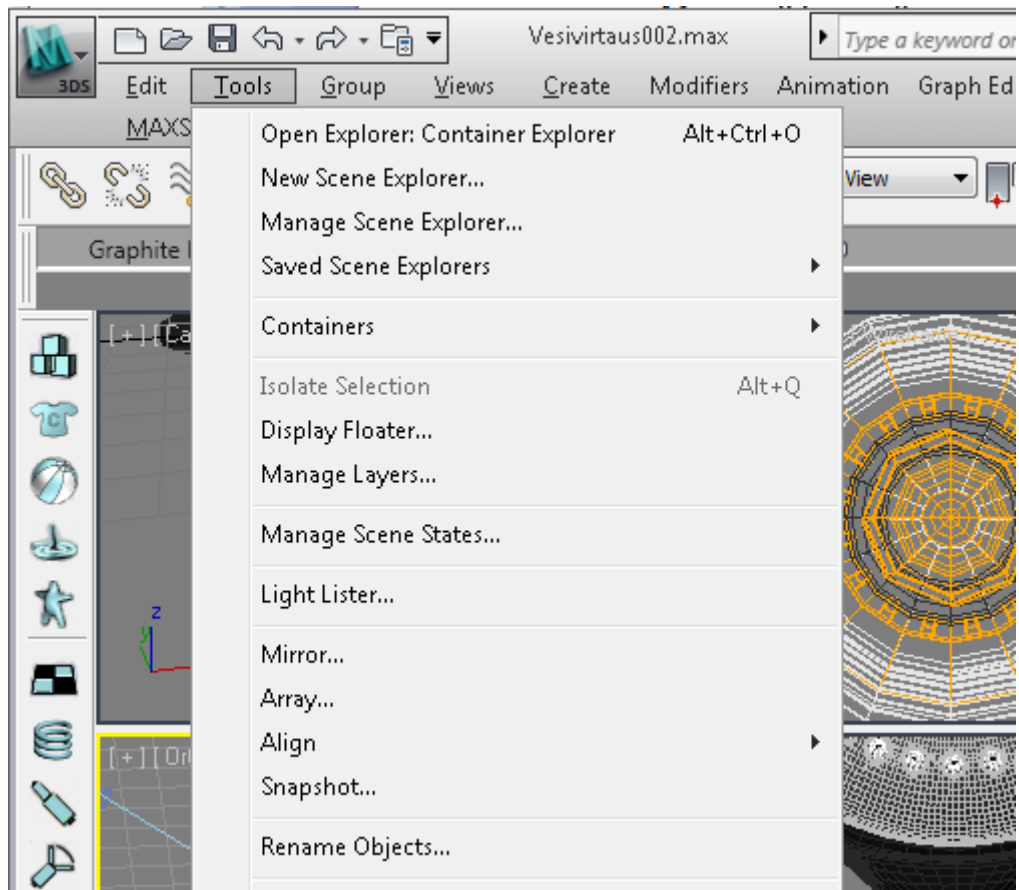 Vesivirtaus002.max
Type a keyword or
3DS
Edit Tools Group Views Create Modifiers Animation Graph Ed
MAXS
Open Explorer: Container Explorer Alt+Ctrl+O
New Scene Explorer...
View
Manage Scene Explorer...
Graphite
Saved Scene Explorers
Containers
[ + ] [ Ca
Isolate Selection Alt+Q
Display Floater...
Manage Layers...
Manage Scene States...
Light Lister...
z
y
Mirror...
Array...
Align
[ + ] [ Or
Snapshot...
Rename Objects...